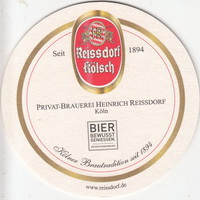 Seit 1894
Reissdorf
Kölsch
PRIVAT-BRAUEREI HEINRICH REISSDORF
Köln
BIER
BEWUSST
GENIESSEN
Kölner Brautradition seit 1894
www.reissdorf.de